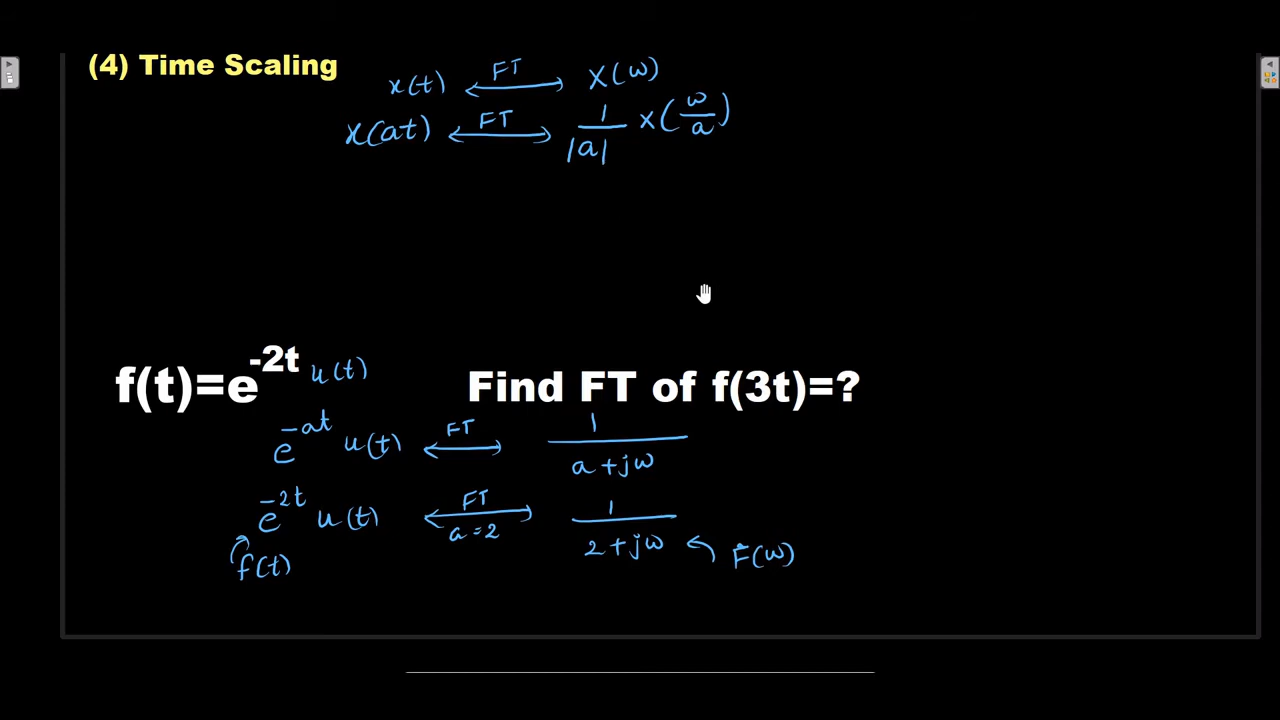 (4) Time Scaling
x(t) ⟷FT X(ω)
x(at) ⟷FT 1/|a| X(ω/a)
f(t)=e^-2t u(t) Find FT of f(3t)=?
e^-at u(t) ⟷FT 1/(a+jω)
e^-2t u(t) ⟷FT a=2 1/(2+jω)
f(t) F(ω)